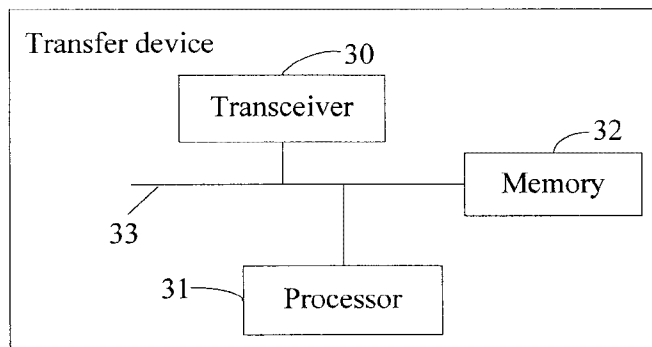 Transfer device
30
Transceiver
32
Memory
33
31
Processor